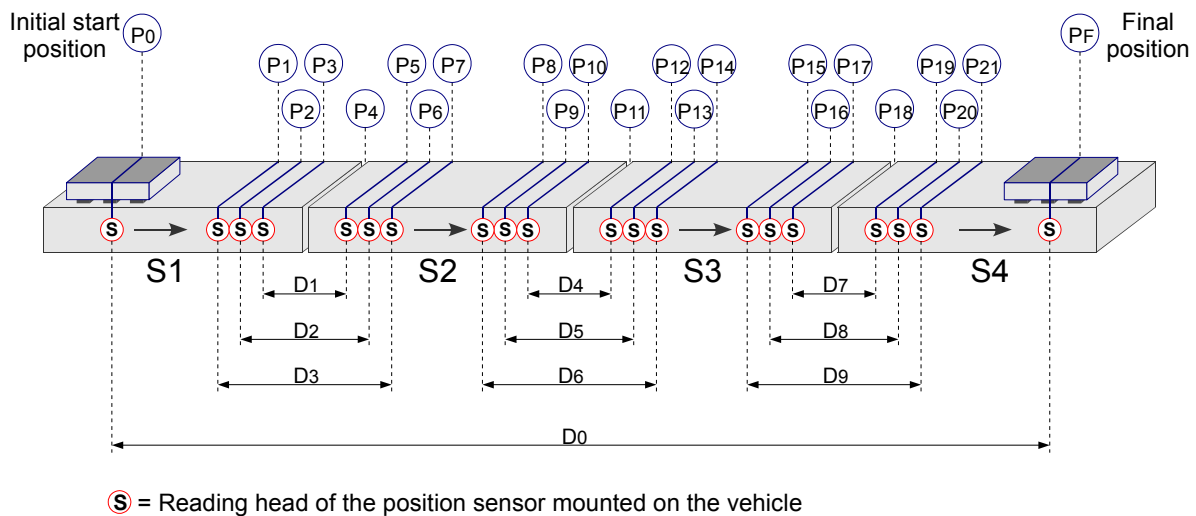 Initial start
position
P0
P1
P3
P5
P7
P8
P10
P12
P14
P15
P17
P19
P21
PF
Final
position
P2
P4
P6
P9
P11
P13
P16
P18
P20
S S S S S S S S S S S S S S S S S S S S
S1 S2 S3 S4
D1 D4 D7
D2 D5 D8
D3 D6 D9
D0
S = Reading head of the position sensor mounted on the vehicle